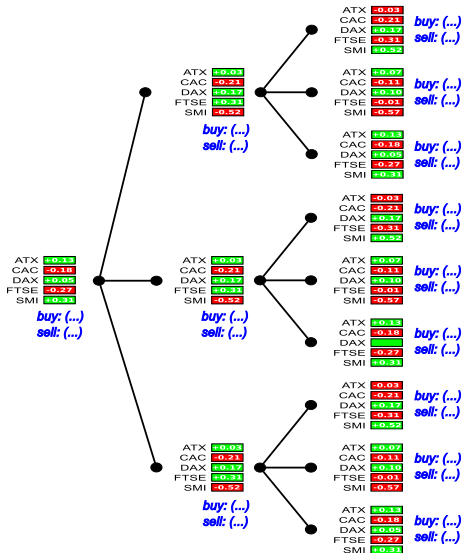 ATX +0.13
CAC -0.18
DAX +0.05
FTSE -0.27
SMI +0.31
buy: (...)
sell: (...)
ATX +0.03
CAC -0.21
DAX +0.17
FTSE +0.31
SMI -0.52
buy: (...)
sell: (...)
ATX +0.03
CAC -0.21
DAX +0.17
FTSE +0.31
SMI -0.52
buy: (...)
sell: (...)
ATX +0.03
CAC -0.21
DAX +0.17
FTSE +0.31
SMI -0.52
buy: (...)
sell: (...)
ATX -0.03
CAC -0.21
DAX +0.17
FTSE -0.31
SMI +0.52
buy: (...)
sell: (...)
ATX +0.07
CAC -0.11
DAX +0.10
FTSE -0.01
SMI -0.57
buy: (...)
sell: (...)
ATX +0.13
CAC -0.18
DAX +0.05
FTSE -0.27
SMI +0.31
buy: (...)
sell: (...)
ATX -0.03
CAC -0.21
DAX +0.17
FTSE -0.31
SMI +0.52
buy: (...)
sell: (...)
ATX +0.07
CAC -0.11
DAX +0.10
FTSE -0.01
SMI -0.57
buy: (...)
sell: (...)
ATX +0.13
CAC -0.18
DAX
FTSE -0.27
SMI +0.31
buy: (...)
sell: (...)
ATX -0.03
CAC -0.21
DAX +0.17
FTSE -0.31
SMI +0.52
buy: (...)
sell: (...)
ATX +0.07
CAC -0.11
DAX +0.10
FTSE -0.01
SMI -0.57
buy: (...)
sell: (...)
ATX +0.13
CAC -0.18
DAX +0.05
FTSE -0.27
SMI +0.31
buy: (...)
sell: (...)